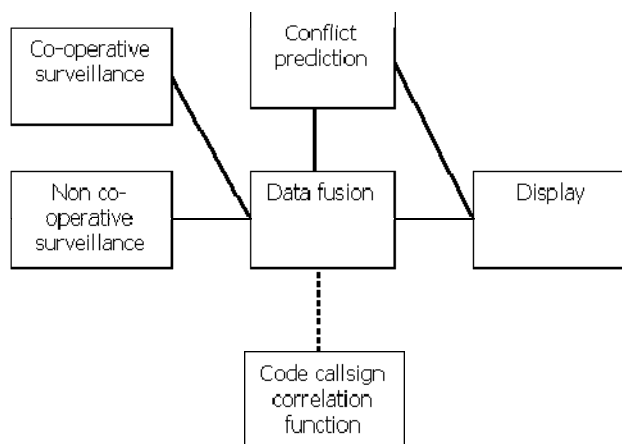 Co-operative
surveillance
Conflict
prediction
Non co-
operative
surveillance
Data fusion
Display
Code callsign
correlation
function